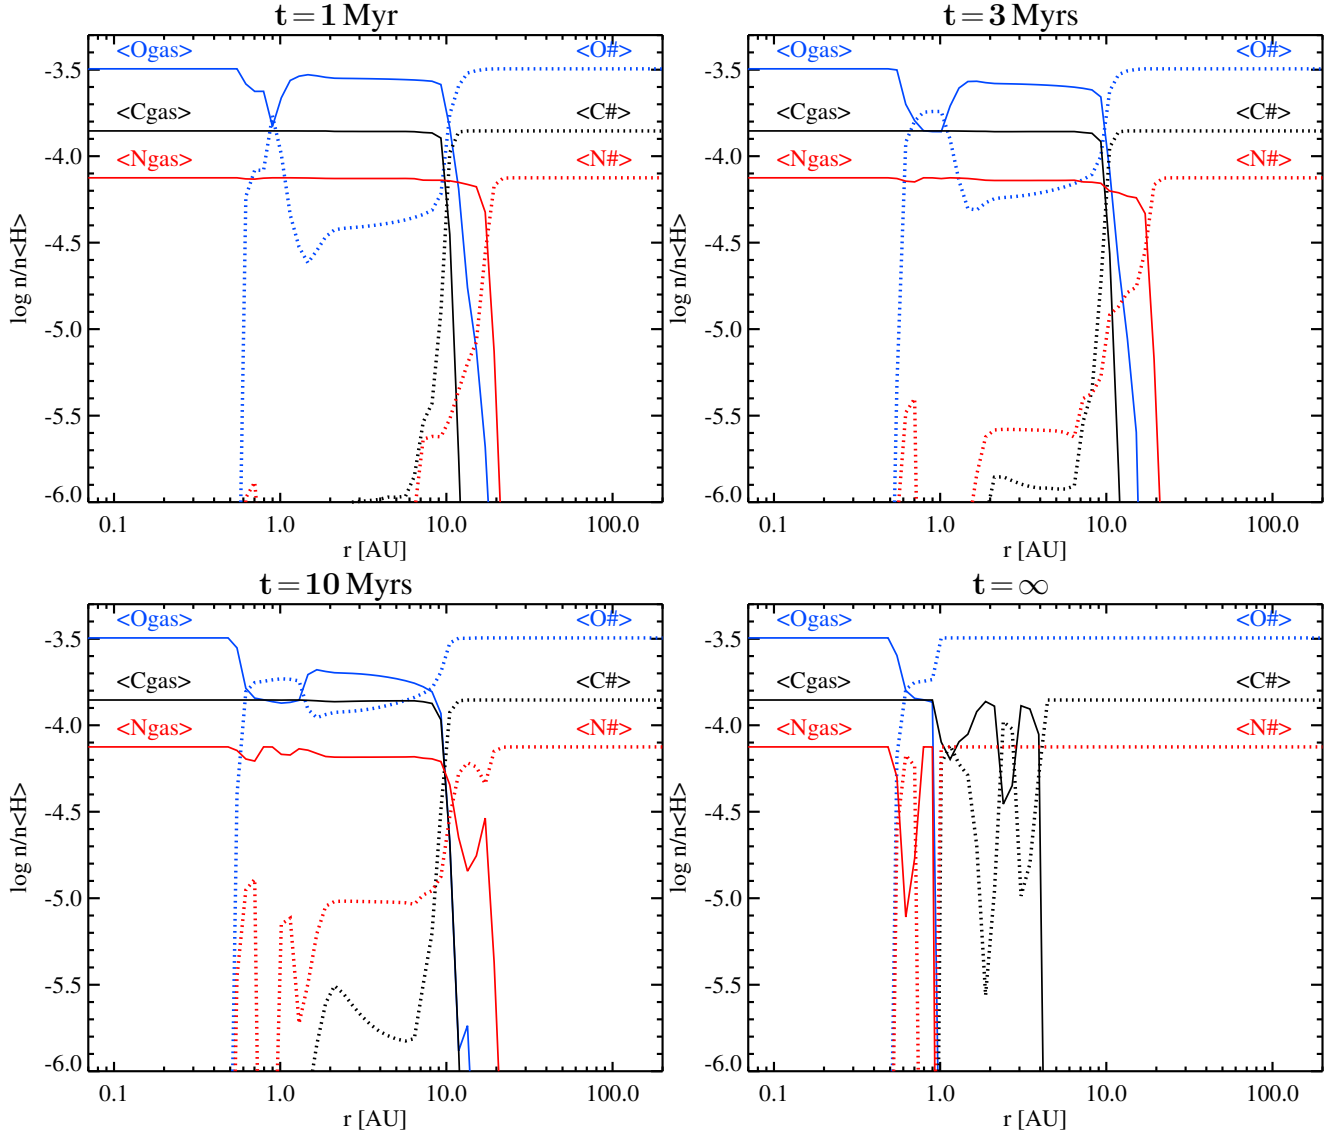 t = 1 Myr
<Ogas> <O#>
-3.5
<Cgas> <C#>
-4.0
<Ngas> <N#>
-4.5
-5.0
-5.5
-6.0
log n/n<H>
0.1 1.0 10.0 100.0
r [AU]
t = 3 Myrs
<Ogas> <O#>
-3.5
<Cgas> <C#>
-4.0
<Ngas> <N#>
-4.5
-5.0
-5.5
-6.0
log n/n<H>
0.1 1.0 10.0 100.0
r [AU]
t = 10 Myrs
<Ogas> <O#>
-3.5
<Cgas> <C#>
-4.0
<Ngas> <N#>
-4.5
-5.0
-5.5
-6.0
log n/n<H>
0.1 1.0 10.0 100.0
r [AU]
t = ∞
<Ogas> <O#>
-3.5
<Cgas> <C#>
-4.0
<Ngas> <N#>
-4.5
-5.0
-5.5
-6.0
log n/n<H>
0.1 1.0 10.0 100.0
r [AU]